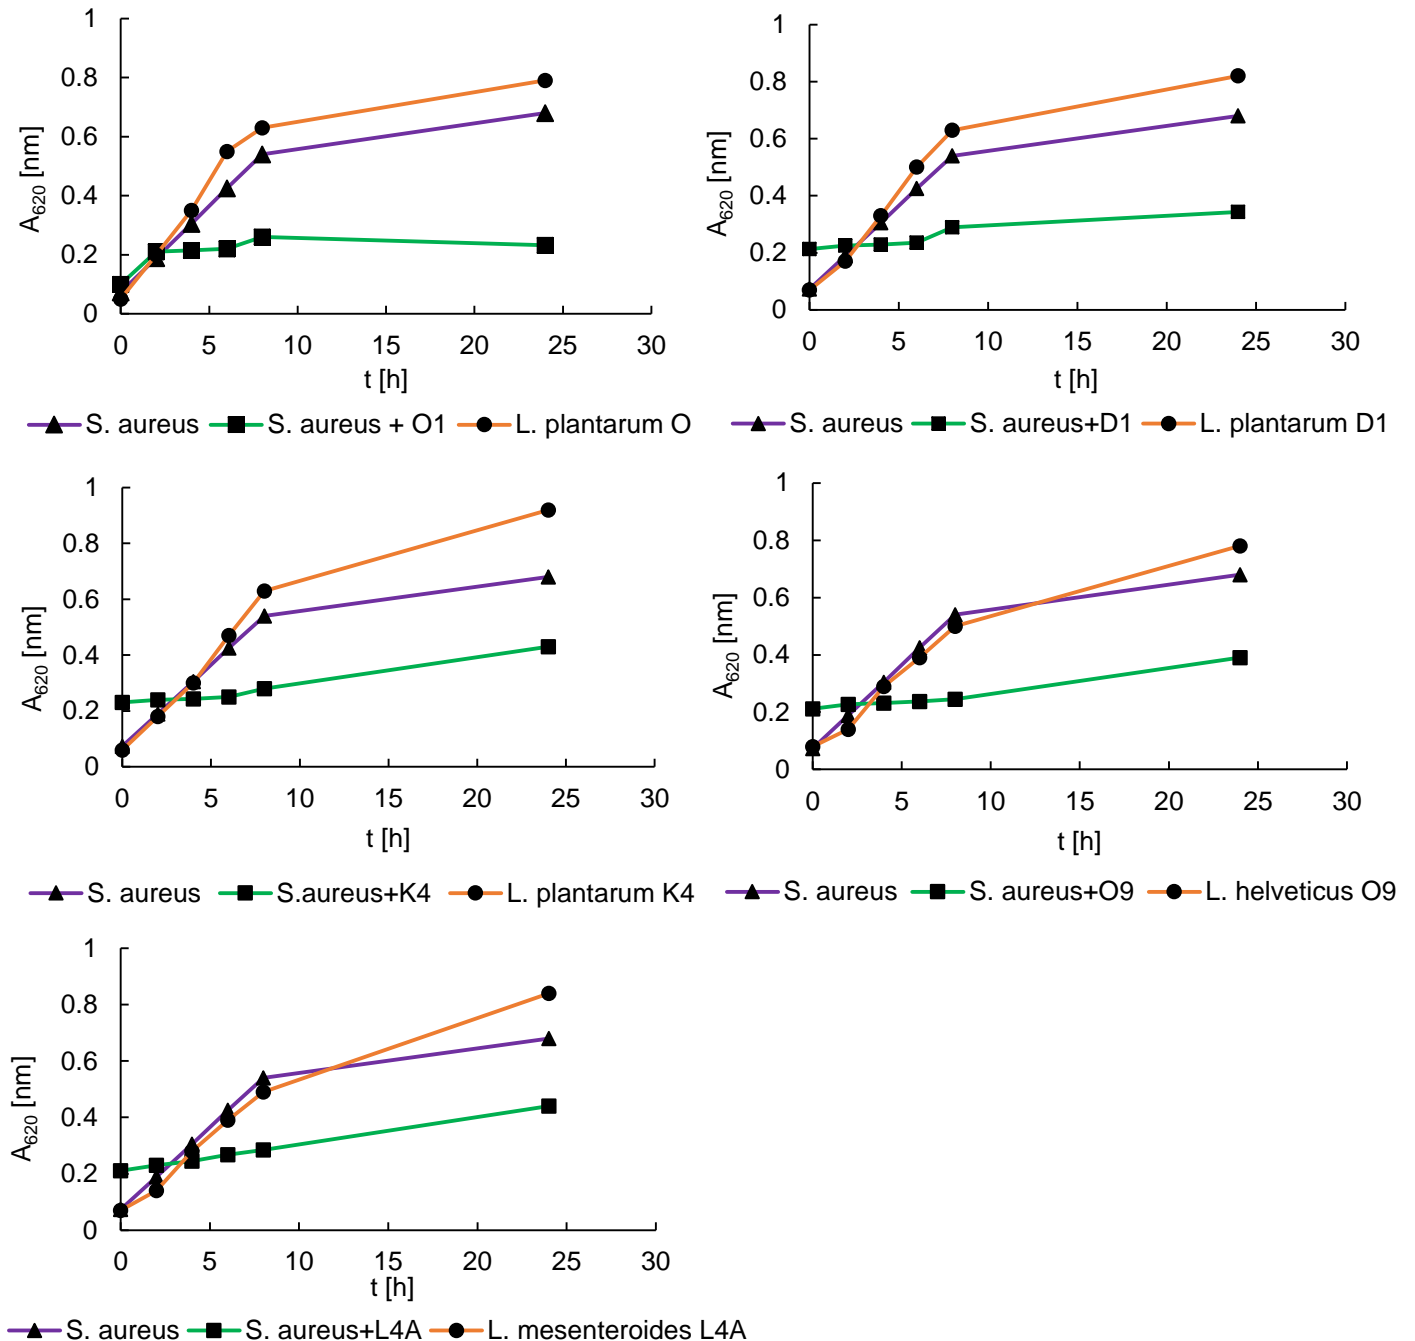 1
0.8
0.6
0.4
0.2
0
A620 [nm]
0 5 10 15 20 25 30
t [h]
S. aureus S. aureus + O1 L. plantarum O
1
0.8
0.6
0.4
0.2
0
A620 [nm]
0 5 10 15 20 25 30
t [h]
S. aureus S. aureus+D1 L. plantarum D1
1
0.8
0.6
0.4
0.2
0
A620 [nm]
0 5 10 15 20 25 30
t [h]
S. aureus S.aureus+K4 L. plantarum K4
1
0.8
0.6
0.4
0.2
0
A620 [nm]
0 5 10 15 20 25 30
t [h]
S. aureus S. aureus+O9 L. helveticus O9
1
0.8
0.6
0.4
0.2
0
A620 [nm]
0 5 10 15 20 25 30
t [h]
S. aureus S. aureus+L4A L. mesenteroides L4A